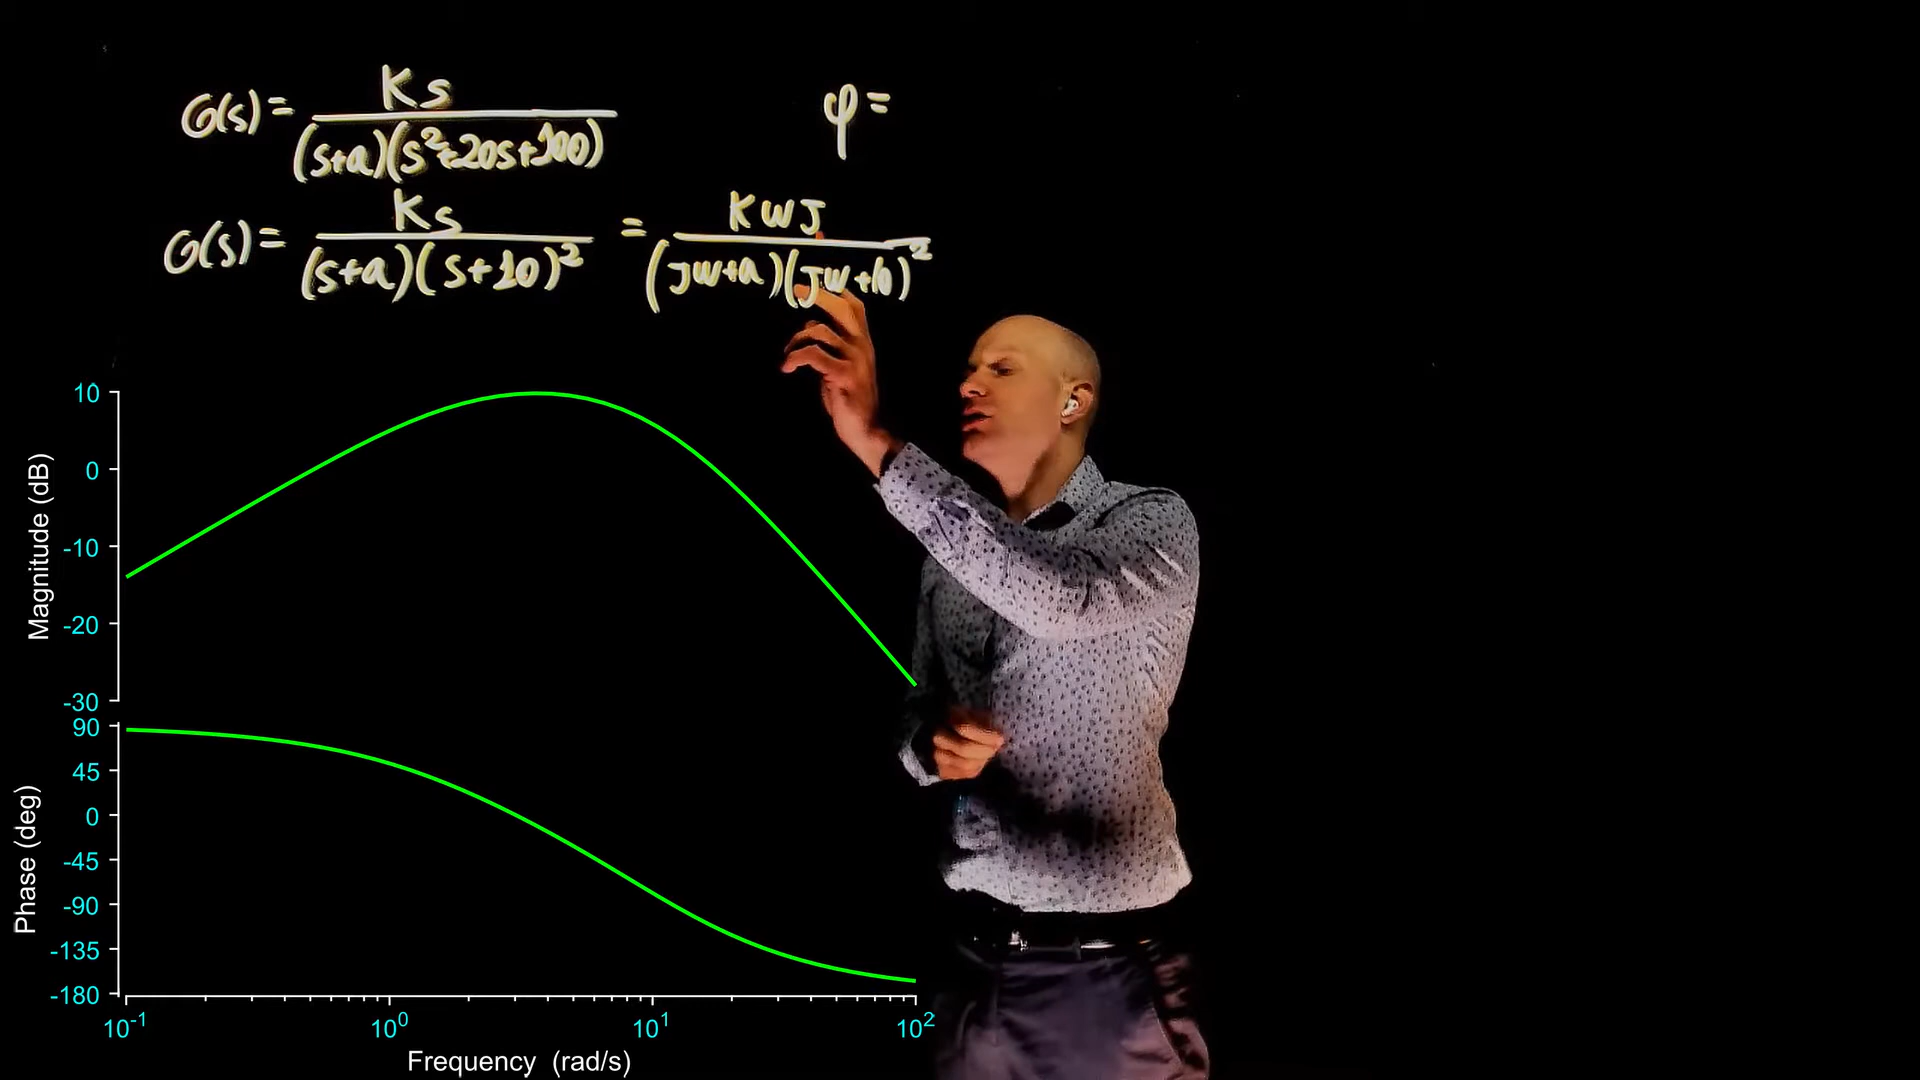 G(s) = Ks / (s+a)(s²+20s+100)
φ =
G(s) = Ks / (s+a)(s+10)² = Kωj / (jω+a)(jω+10)²
10
0
-10
-20
-30
Magnitude (dB)
90
45
0
-45
-90
-135
-180
Phase (deg)
10⁻¹ 10⁰ 10¹ 10²
Frequency (rad/s)